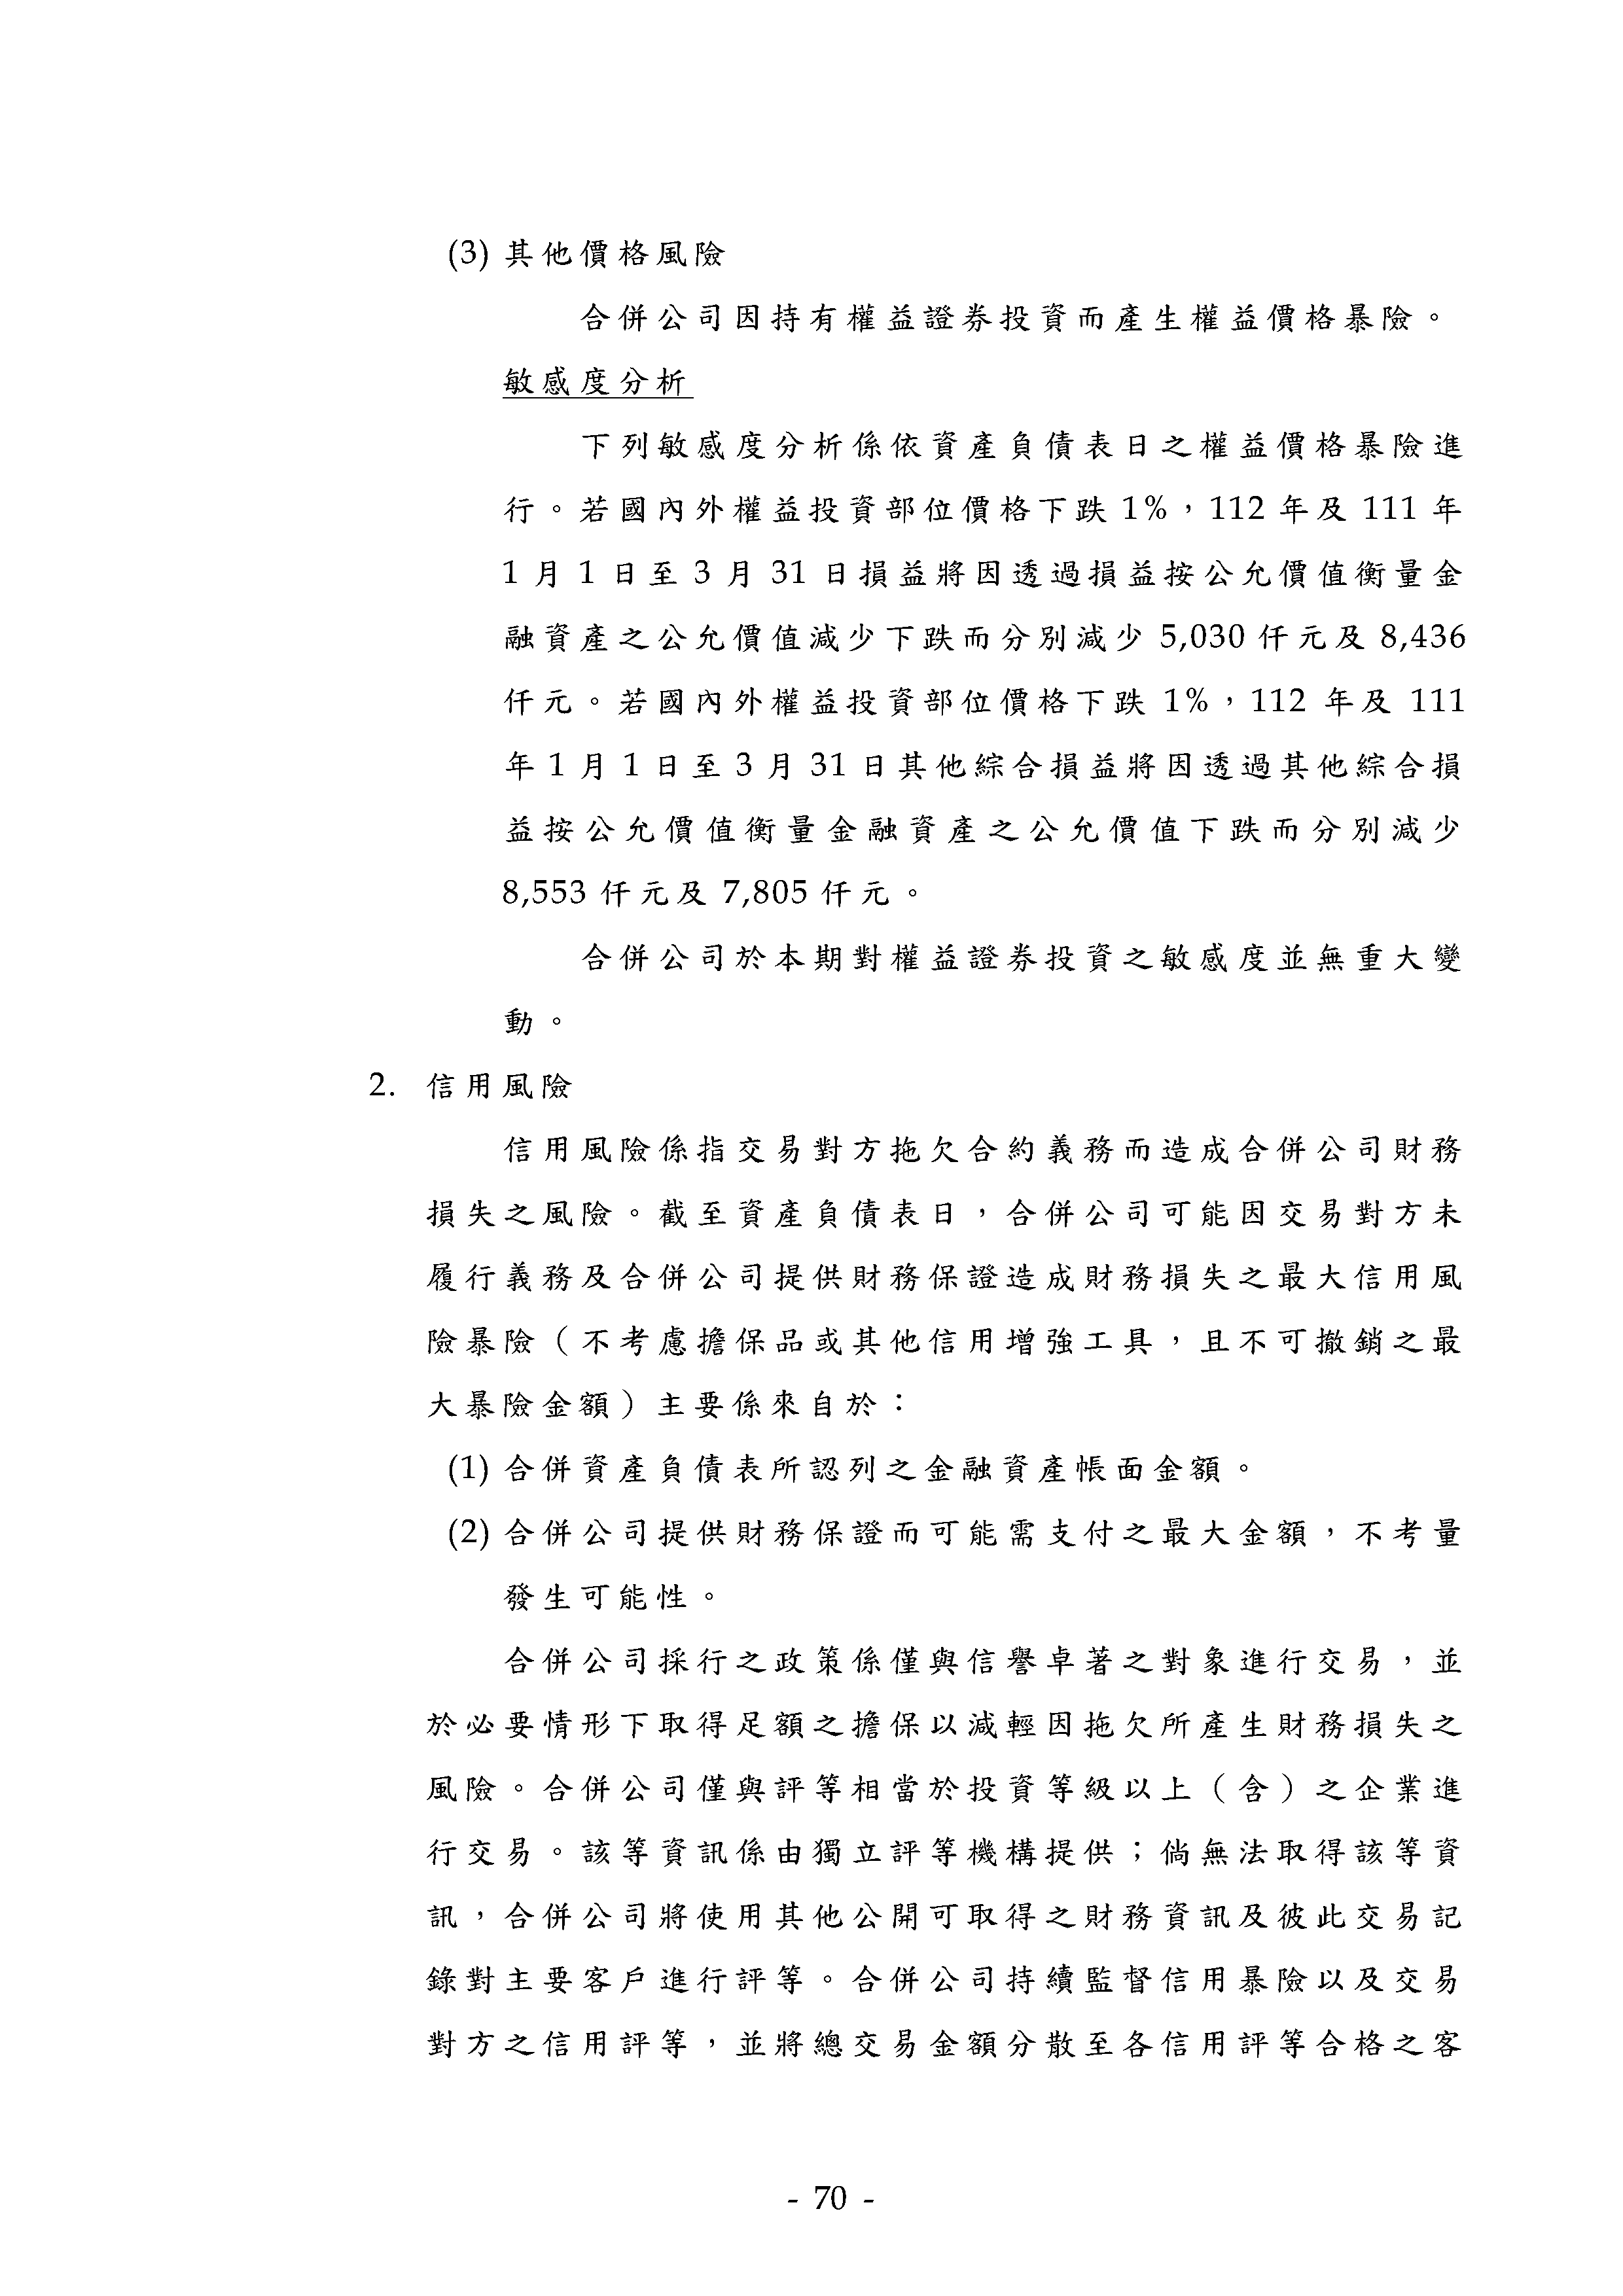 (3) 其他價格風險
合併公司因持有權益證券投資而產生權益價格暴險。
敏感度分析
下列敏感度分析係依資產負債表日之權益價格暴險進
行。若國內外權益投資部位價格下跌 1%，112 年及 111 年
1 月 1 日至 3 月 31 日損益將因透過損益按公允價值衡量金
融資產之公允價值減少下跌而分別減少 5,030 仟元及 8,436
仟元。若國內外權益投資部位價格下跌 1%，112 年及 111
年 1 月 1 日至 3 月 31 日其他綜合損益將因透過其他綜合損
益按公允價值衡量金融資產之公允價值下跌而分別減少
8,553 仟元及 7,805 仟元。
合併公司於本期對權益證券投資之敏感度並無重大變
動。
2. 信用風險
信用風險係指交易對方拖欠合約義務而造成合併公司財務
損失之風險。截至資產負債表日，合併公司可能因交易對方未
履行義務及合併公司提供財務保證造成財務損失之最大信用風
險暴險（不考慮擔保品或其他信用增強工具，且不可撤銷之最
大暴險金額）主要係來自於：
(1) 合併資產負債表所認列之金融資產帳面金額。
(2) 合併公司提供財務保證而可能需支付之最大金額，不考量
發生可能性。
合併公司採行之政策係僅與信譽卓著之對象進行交易，並
於必要情形下取得足額之擔保以減輕因拖欠所產生財務損失之
風險。合併公司僅與評等相當於投資等級以上（含）之企業進
行交易。該等資訊係由獨立評等機構提供；倘無法取得該等資
訊，合併公司將使用其他公開可取得之財務資訊及彼此交易記
錄對主要客戶進行評等。合併公司持續監督信用暴險以及交易
對方之信用評等，並將總交易金額分散至各信用評等合格之客
- 70 -